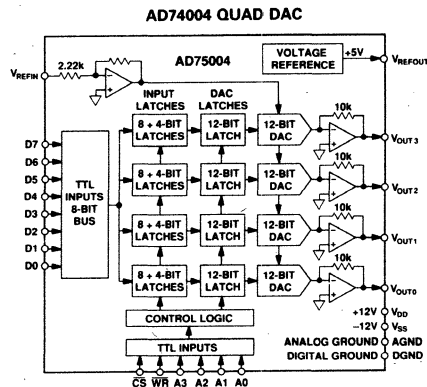 AD74004 QUAD DAC
AD75004
VOLTAGE REFERENCE
+5V
VREFOUT
VREFIN
2.22k
INPUT LATCHES
DAC LATCHES
8 + 4-BIT LATCHES
12-BIT LATCH
12-BIT DAC
10k
VOUT 3
8 + 4-BIT LATCHES
12-BIT LATCH
12-BIT DAC
10k
VOUT 2
8 + 4-BIT LATCHES
12-BIT LATCH
12-BIT DAC
10k
VOUT1
8 + 4-BIT LATCHES
12-BIT LATCH
12-BIT DAC
10k
VOUT0
D7
D6
D5
D4
D3
D2
D1
D0
TTL INPUTS 8-BIT BUS
CONTROL LOGIC
TTL INPUTS
+12V VDD
−12V VSS
ANALOG GROUND AGND
DIGITAL GROUND DGND
CS WR A3 A2 A1 A0